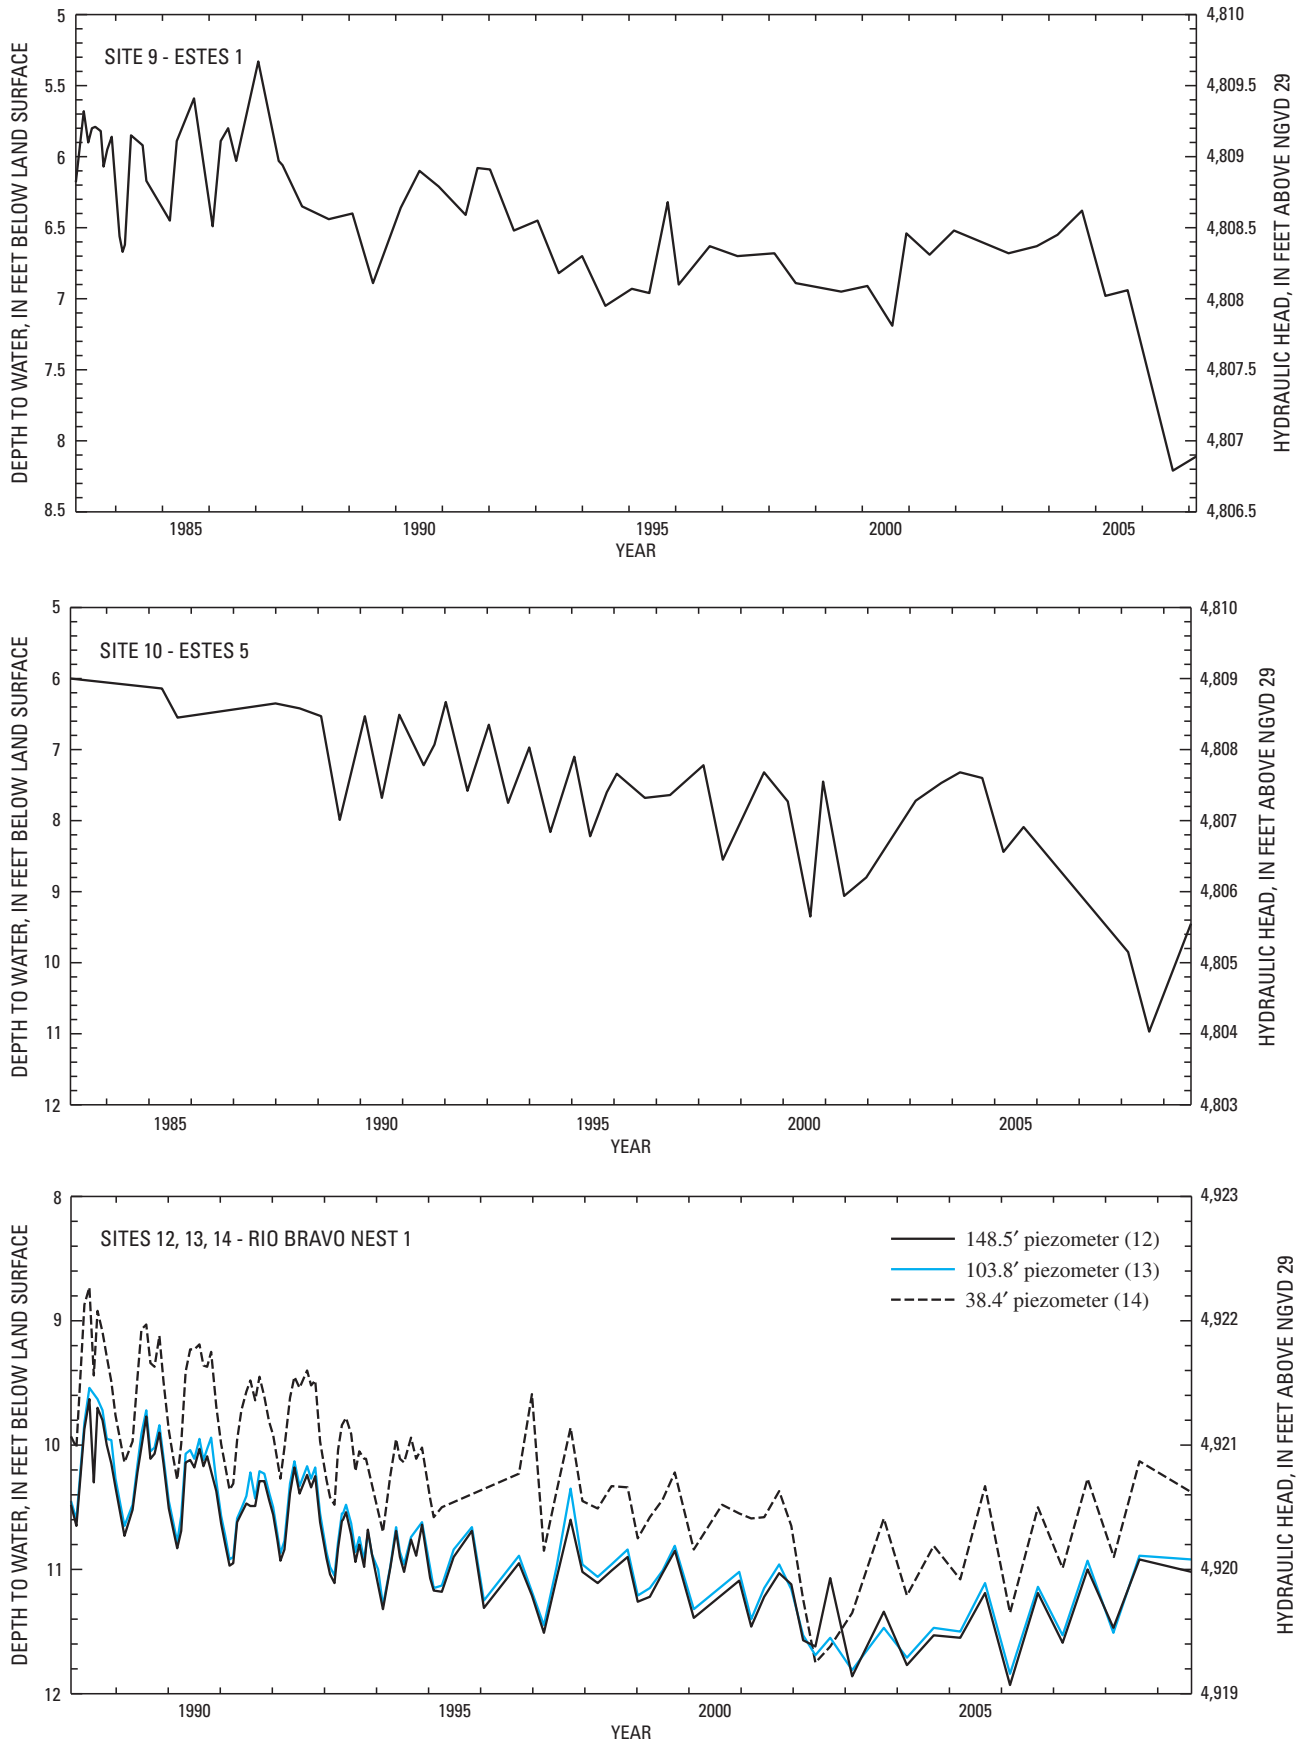 SITE 9 - ESTES 1
DEPTH TO WATER, IN FEET BELOW LAND SURFACE
5
5.5
6
6.5
7
7.5
8
8.5
4,810
4,809.5
4,809
4,808.5
4,808
4,807.5
4,807
4,806.5
HYDRAULIC HEAD, IN FEET ABOVE NGVD 29
1985 1990 1995 2000 2005
YEAR
SITE 10 - ESTES 5
DEPTH TO WATER, IN FEET BELOW LAND SURFACE
5
6
7
8
9
10
11
12
4,810
4,809
4,808
4,807
4,806
4,805
4,804
4,803
HYDRAULIC HEAD, IN FEET ABOVE NGVD 29
1985 1990 1995 2000 2005
YEAR
SITES 12, 13, 14 - RIO BRAVO NEST 1
148.5′ piezometer (12)
103.8′ piezometer (13)
38.4′ piezometer (14)
DEPTH TO WATER, IN FEET BELOW LAND SURFACE
8
9
10
11
12
4,923
4,922
4,921
4,920
4,919
HYDRAULIC HEAD, IN FEET ABOVE NGVD 29
1990 1995 2000 2005
YEAR